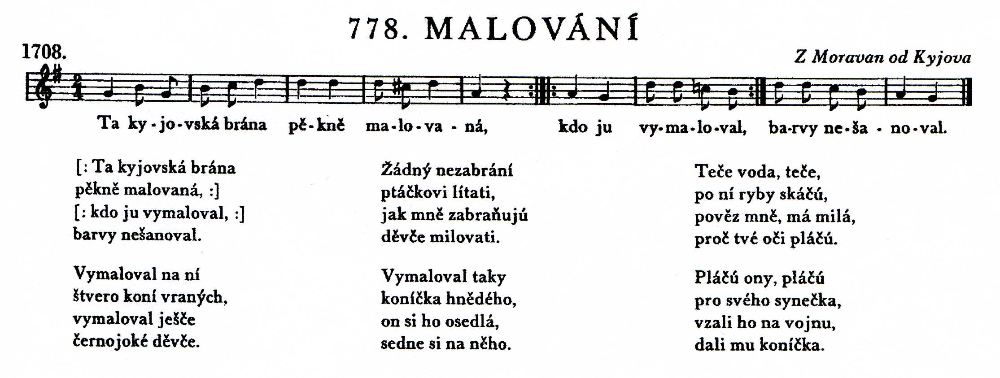 778. MALOVÁNÍ
1708.
Z Moravan od Kyjova
Ta ky-jo-vská brána pě-kně ma-lo-va - ná, kdo ju vy-ma-lo-val, ba-rvy ne-ša - no-val.
[: Ta kyjovská brána
pěkně malovaná, :]
[: kdo ju vymaloval, :]
barvy nešanoval.
Vymaloval na ní
štvero koní vraných,
vymaloval ješče
černojoké děvče.
Žádný nezabrání
ptáčkovi lítati,
jak mně zabraňujú
děvče milovati.
Vymaloval taky
koníčka hnědého,
on si ho osedlá,
sedne si na něho.
Teče voda, teče,
po ní ryby skáčú,
pověz mně, má milá,
proč tvé oči pláčú.
Pláčú ony, pláčú
pro svého synečka,
vzali ho na vojnu,
dali mu koníčka.